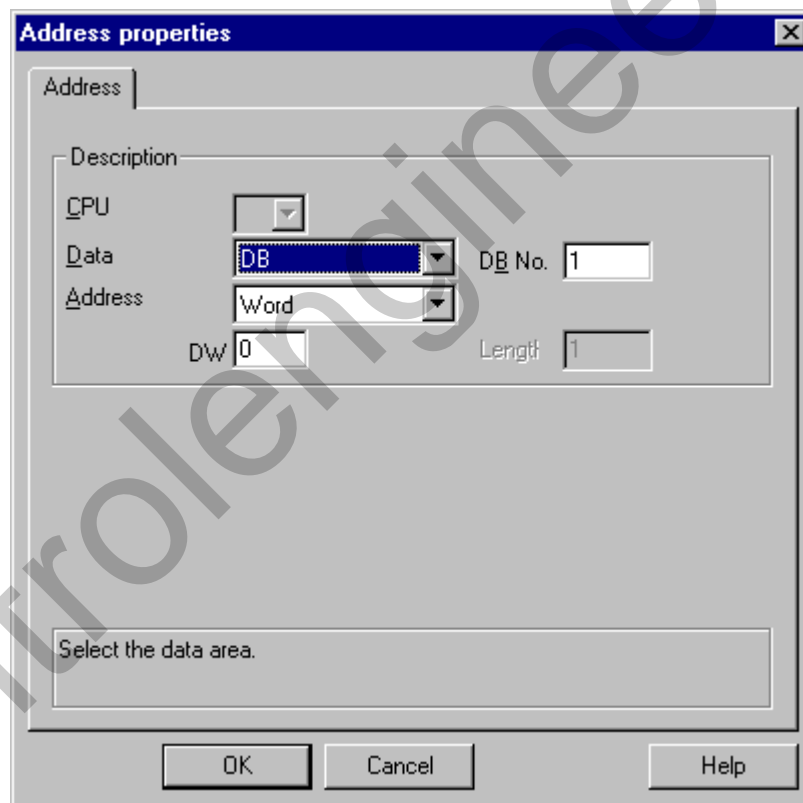 Address properties
Address
Description
CPU
Data DB DB No. 1
Address Word
DW 0 Length 1
Select the data area.
OK Cancel Help